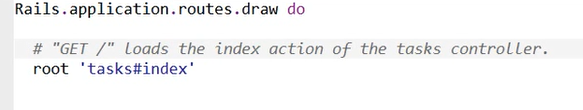 Rails.application.routes.draw do
# "GET /" loads the index action of the tasks controller.
root 'tasks#index'